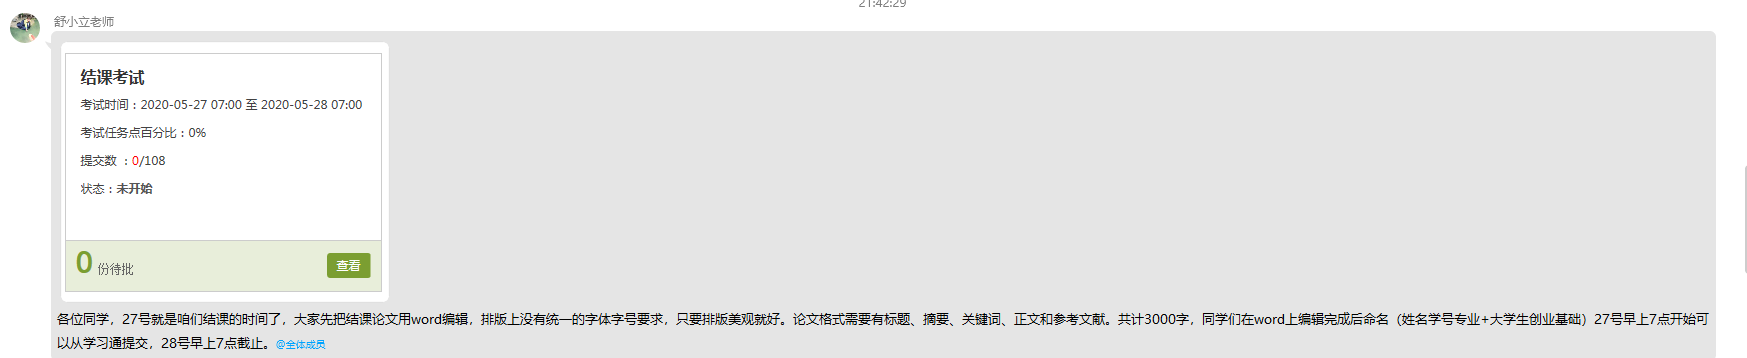 21:42:29
舒小立老师
结课考试
考试时间：2020-05-27 07:00 至 2020-05-28 07:00
考试任务点百分比：0%
提交数 ：0/108
状态：未开始
0 份待批
查看
各位同学，27号就是咱们结课的时间了，大家先把结课论文用word编辑，排版上没有统一的字体字号要求，只要排版美观就好。论文格式需要有标题、摘要、关键词、正文和参考文献。共计3000字，同学们在word上编辑完成后命名（姓名学号专业+大学生创业基础）27号早上7点开始可
以从学习通提交，28号早上7点截止。@全体成员